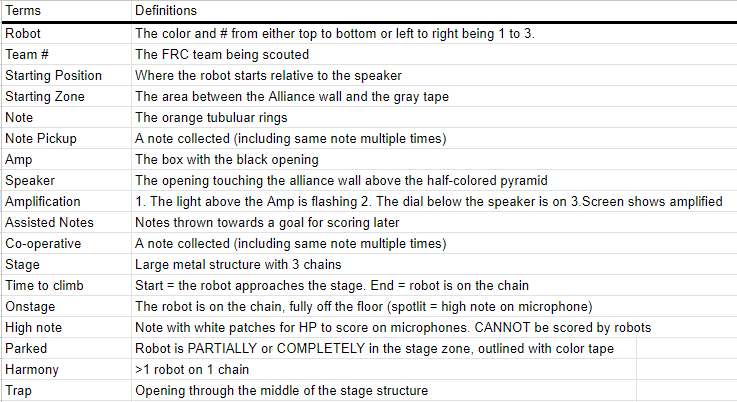 Terms Definitions
Robot The color and # from either top to bottom or left to right being 1 to 3.
Team # The FRC team being scouted
Starting Position Where the robot starts relative to the speaker
Starting Zone The area between the Alliance wall and the gray tape
Note The orange tubuluar rings
Note Pickup A note collected (including same note multiple times)
Amp The box with the black opening
Speaker The opening touching the alliance wall above the half-colored pyramid
Amplification 1. The light above the Amp is flashing 2. The dial below the speaker is on 3.Screen shows amplified
Assisted Notes Notes thrown towards a goal for scoring later
Co-operative A note collected (including same note multiple times)
Stage Large metal structure with 3 chains
Time to climb Start = the robot approaches the stage. End = robot is on the chain
Onstage The robot is on the chain, fully off the floor (spotlit = high note on microphone)
High note Note with white patches for HP to score on microphones. CANNOT be scored by robots
Parked Robot is PARTIALLY or COMPLETELY in the stage zone, outlined with color tape
Harmony >1 robot on 1 chain
Trap Opening through the middle of the stage structure